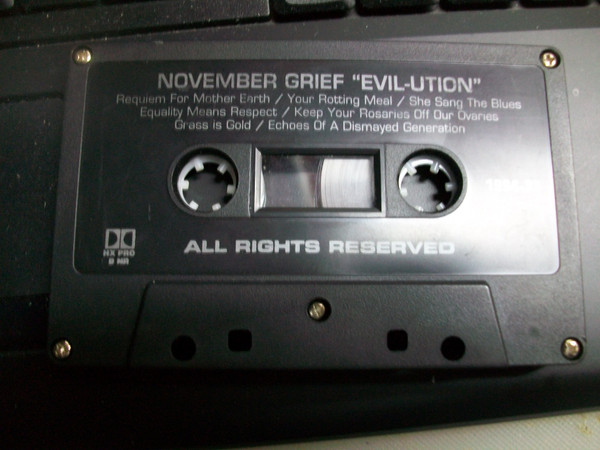 NOVEMBER GRIEF "EVIL-UTION"
Requiem For Mother Earth / Your Rotting Meal / She Sang The Blues
Equality Means Respect / Keep Your Rosaries Off Our Ovaries
Grass is Gold / Echoes Of A Dismayed Generation
HX PRO
B NR
ALL RIGHTS RESERVED